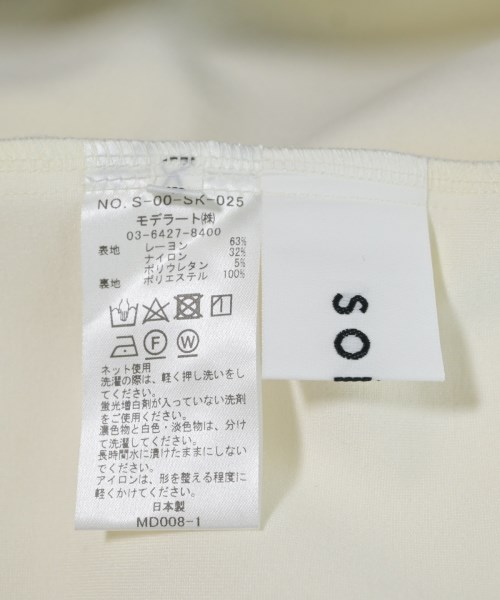 NO. S-00-SK-025
モデラート㈱
03-6427-8400
表地 レーヨン 63%
ナイロン 32%
ポリウレタン 5%
裏地 ポリエステル 100%
F W
ネット使用
洗濯の際は、軽く押し洗いをし
てください。
蛍光増白剤が入っていない洗剤
をご使用ください。
濃色物と白色・淡色物は、分け
て洗濯してください。
長時間水に漬けたままにしない
でください。
アイロンは、形を整える程度に
軽くかけてください。
日本製
MD008-1
SO